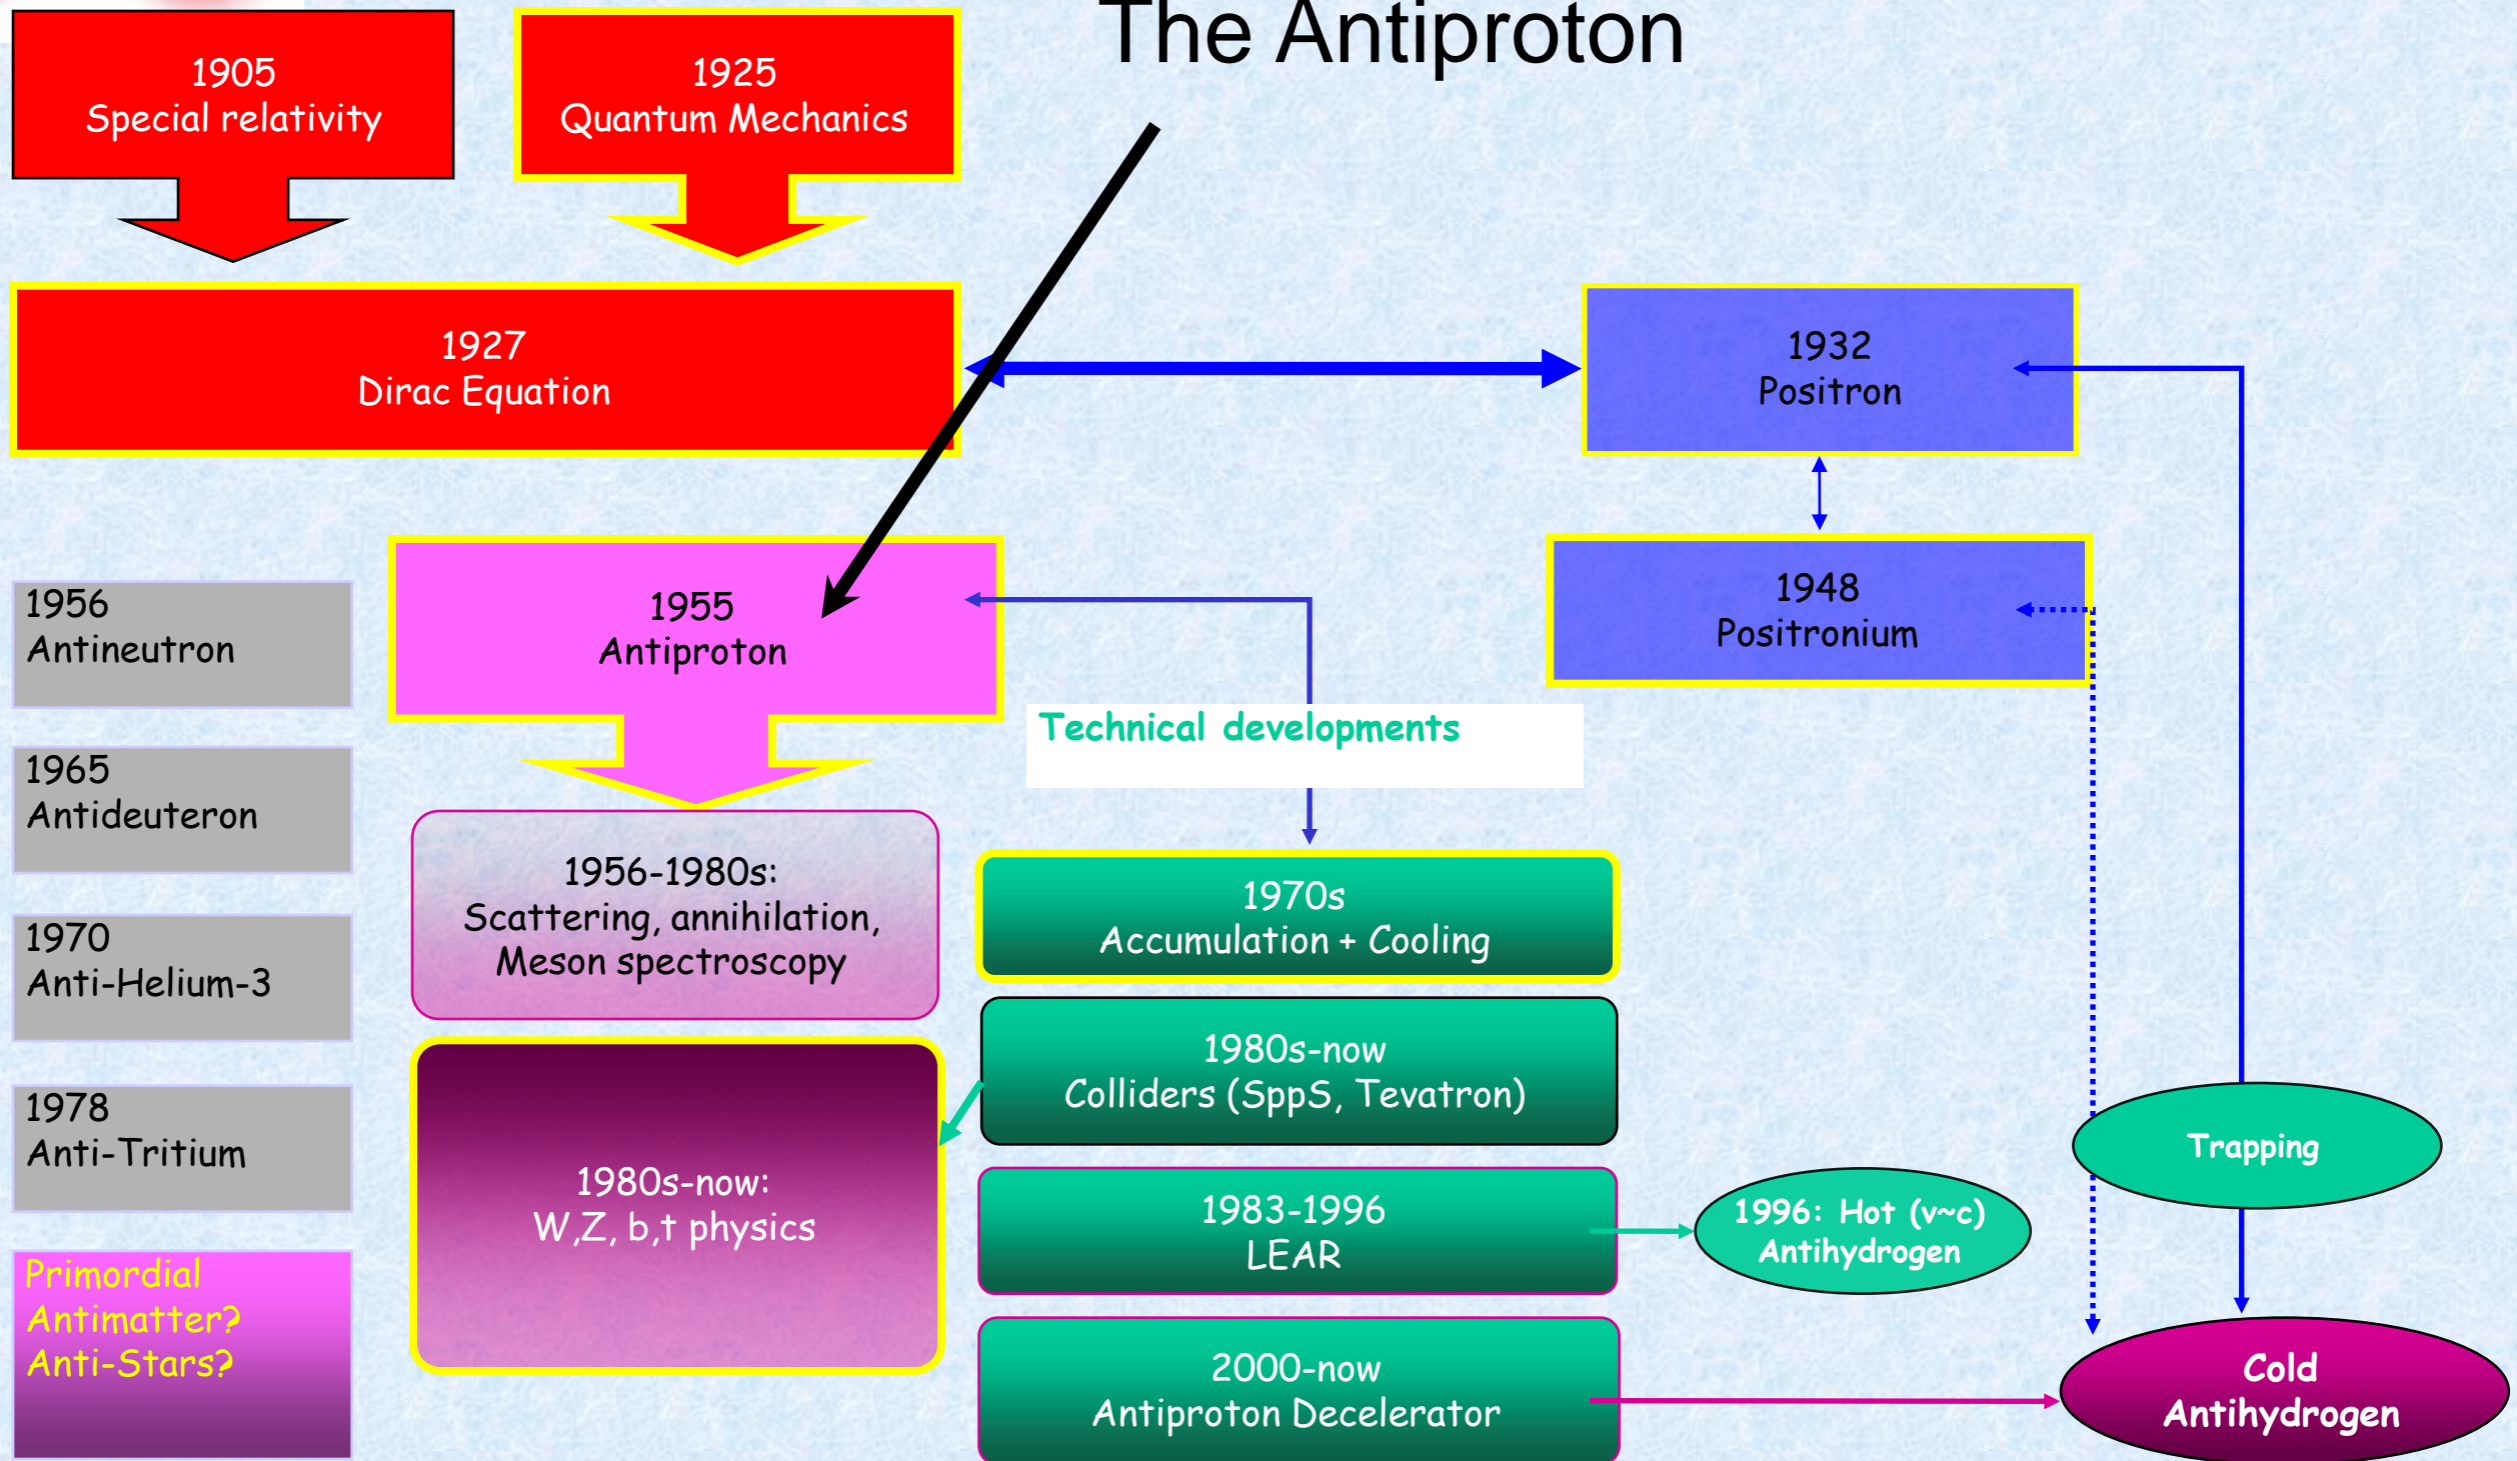 The Antiproton
1905
Special relativity
1925
Quantum Mechanics
1927
Dirac Equation
1932
Positron
1948
Positronium
1955
Antiproton
1956
Antineutron
1965
Antideuteron
1970
Anti-Helium-3
1978
Anti-Tritium
Primordial
Antimatter?
Anti-Stars?
Technical developments
1956-1980s:
Scattering, annihilation,
Meson spectroscopy
1980s-now:
W,Z, b,t physics
1970s
Accumulation + Cooling
1980s-now
Colliders (SppS, Tevatron)
1983-1996
LEAR
2000-now
Antiproton Decelerator
1996: Hot (v~c)
Antihydrogen
Trapping
Cold
Antihydrogen